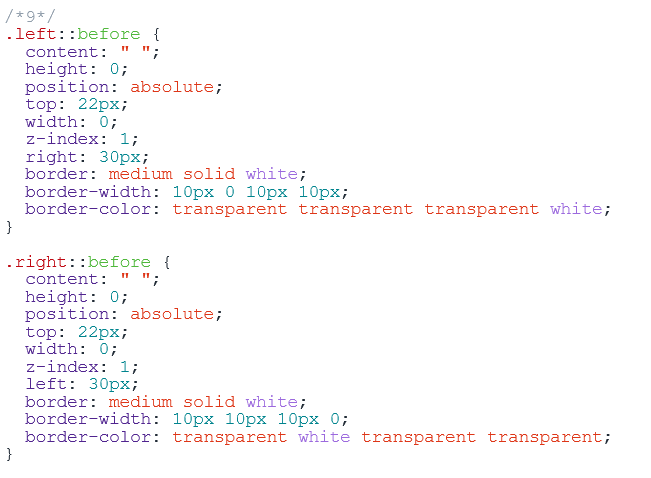 /*9*/
.left::before {
  content: " ";
  height: 0;
  position: absolute;
  top: 22px;
  width: 0;
  z-index: 1;
  right: 30px;
  border: medium solid white;
  border-width: 10px 0 10px 10px;
  border-color: transparent transparent transparent white;
}

.right::before {
  content: " ";
  height: 0;
  position: absolute;
  top: 22px;
  width: 0;
  z-index: 1;
  left: 30px;
  border: medium solid white;
  border-width: 10px 10px 10px 0;
  border-color: transparent white transparent transparent;
}